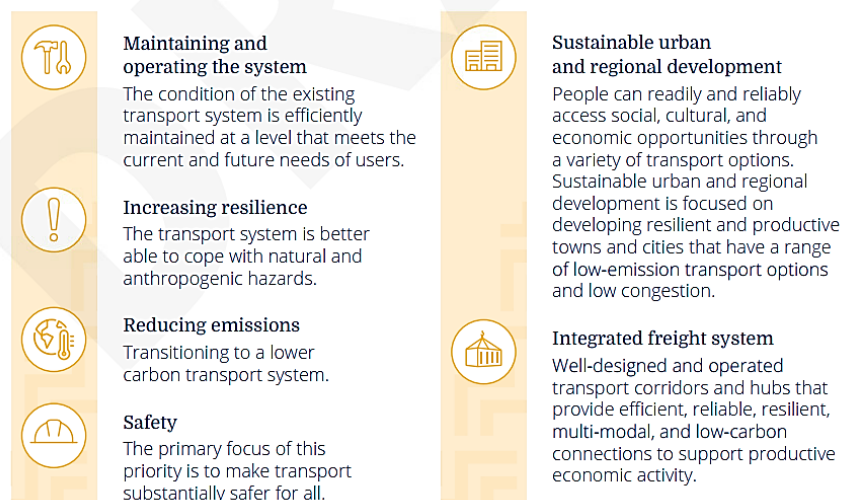 Maintaining and
operating the system
The condition of the existing
transport system is efficiently
maintained at a level that meets the
current and future needs of users.
Increasing resilience
The transport system is better
able to cope with natural and
anthropogenic hazards.
Reducing emissions
Transitioning to a lower
carbon transport system.
Safety
The primary focus of this
priority is to make transport
substantially safer for all.
Sustainable urban
and regional development
People can readily and reliably
access social, cultural, and
economic opportunities through
a variety of transport options.
Sustainable urban and regional
development is focused on
developing resilient and productive
towns and cities that have a range
of low-emission transport options
and low congestion.
Integrated freight system
Well-designed and operated
transport corridors and hubs that
provide efficient, reliable, resilient,
multi-modal, and low-carbon
connections to support productive
economic activity.